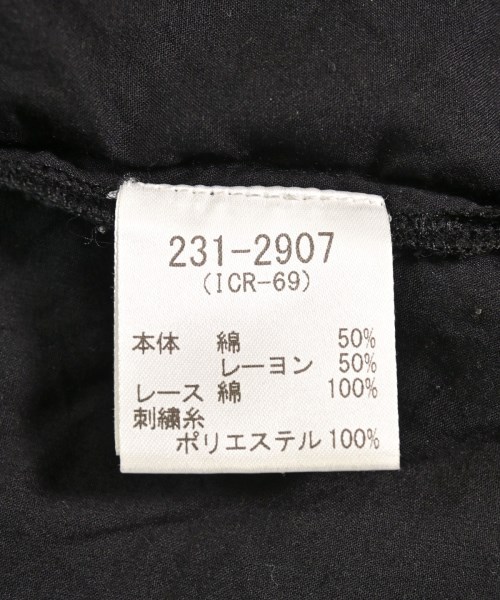 231-2907
(ICR-69)
本体 綿 50%
レーヨン 50%
レース 綿 100%
刺繍糸
ポリエステル 100%